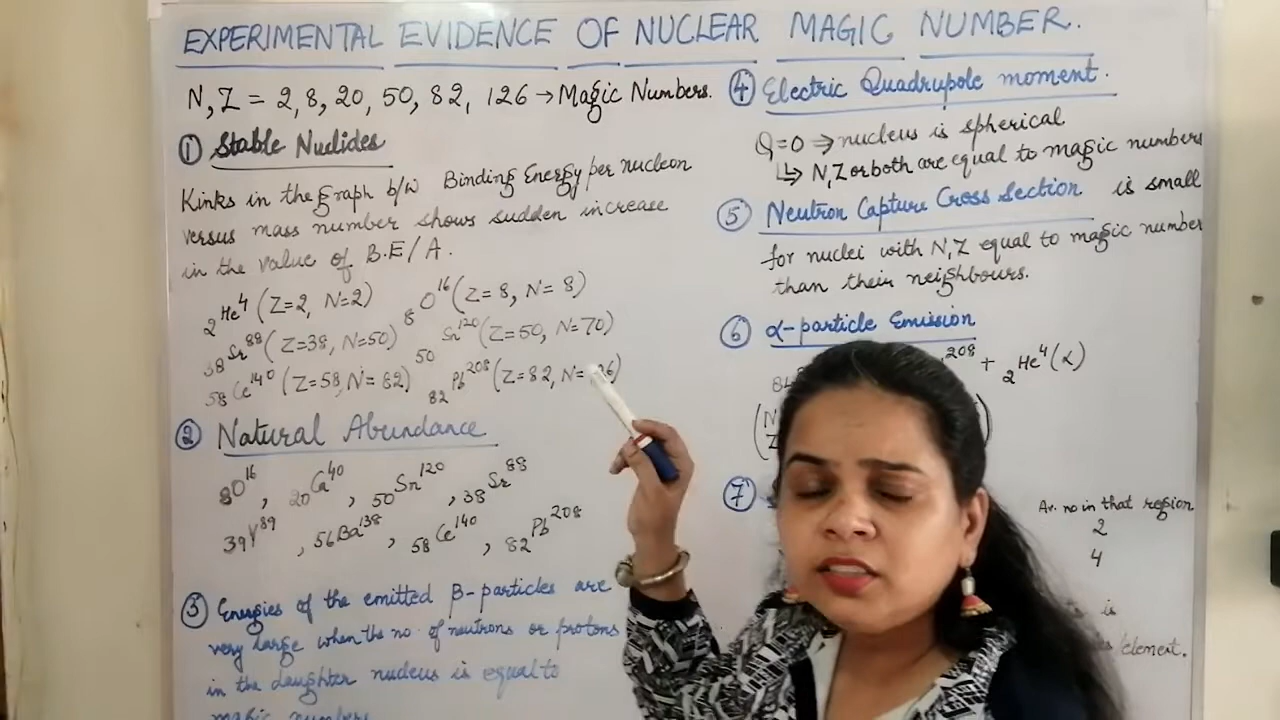 EXPERIMENTAL EVIDENCE OF NUCLEAR MAGIC NUMBER.
N, Z = 2, 8, 20, 50, 82, 126 → Magic Numbers.
① Stable Nuclides
Kinks in the graph b/w Binding Energy per nucleon
versus mass number shows sudden increase
in the value of B.E/A.
₂He⁴ (Z=2, N=2) ₈O¹⁶ (Z=8, N=8)
₃₈Sr⁸⁸ (Z=38, N=50) ₅₀Sn¹²⁰ (Z=50, N=70)
₅₈Ce¹⁴⁰ (Z=58, N=82) ₈₂Pb²⁰⁸ (Z=82, N= 26)
② Natural Abundance
₈O¹⁶, ₂₀Ca⁴⁰, ₅₀Sn¹²⁰, ₃₈Sr⁸⁸
₃₉Y⁸⁹, ₅₆Ba¹³⁸, ₅₈Ce¹⁴⁰, ₈₂Pb²⁰⁸
③ Energies of the emitted β-particles are
very large when the no. of neutrons or protons
in the daughter nucleus is equal to
magic numbers
④ Electric Quadrupole moment.
Q=0 ⇒ nucleus is spherical
↳ N, Z or both are equal to magic numbers
⑤ Neutron Capture Cross Section is small
for nuclei with N, Z equal to magic number
than their neighbours.
⑥ α-particle Emission
²⁰⁸ + ₂He⁴(α)
⑦
Av. no in that region
2
4
is
element.